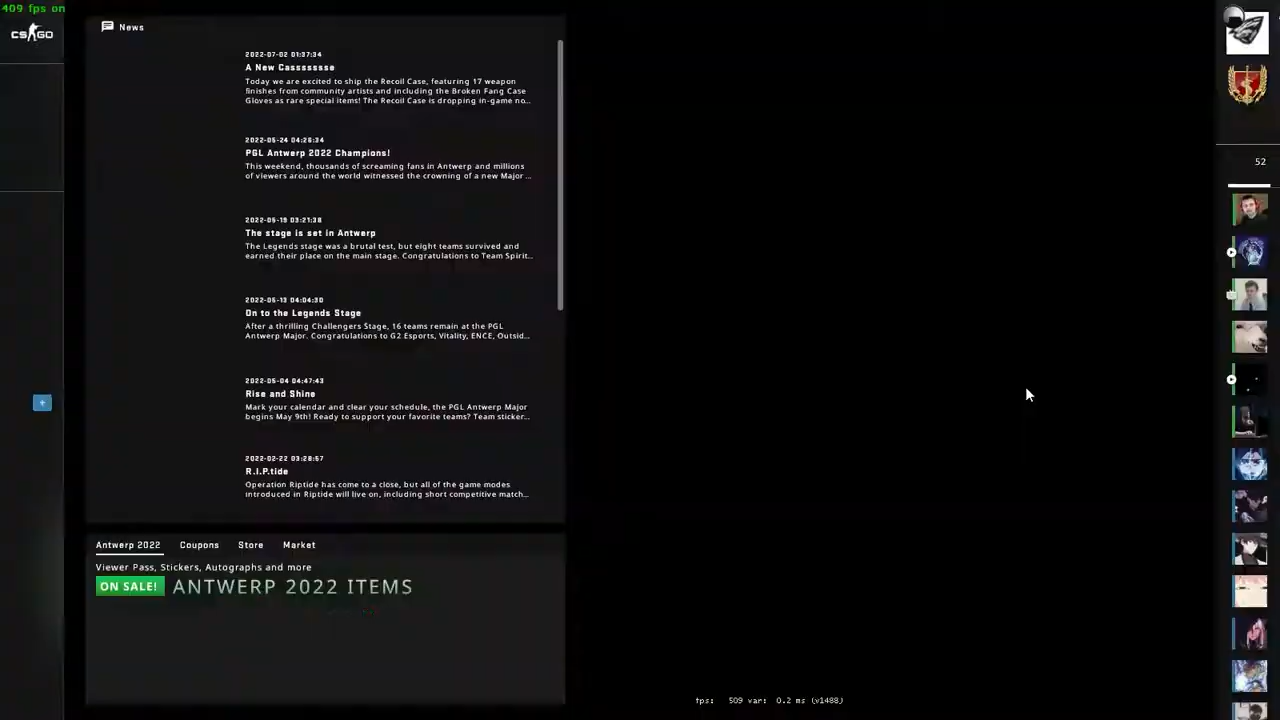 409 fps on
CS:GO
News
2022-07-02 01:37:34
A New Cassssssse
Today we are excited to ship the Recoil Case, featuring 17 weapon
finishes from community artists and including the Broken Fang Case
Gloves as rare special items! The Recoil Case is dropping in-game no...
2022-05-24 04:26:34
PGL Antwerp 2022 Champions!
This weekend, thousands of screaming fans in Antwerp and millions
of viewers around the world witnessed the crowning of a new Major ...
2022-05-19 03:21:38
The stage is set in Antwerp
The Legends stage was a brutal test, but eight teams survived and
earned their place on the main stage. Congratulations to Team Spirit...
2022-05-13 04:04:30
On to the Legends Stage
After a thrilling Challengers Stage, 16 teams remain at the PGL
Antwerp Major. Congratulations to G2 Esports, Vitality, ENCE, Outsid...
2022-05-04 04:47:43
Rise and Shine
Mark your calendar and clear your schedule, the PGL Antwerp Major
begins May 9th! Ready to support your favorite teams? Team sticker...
2022-02-22 03:28:57
R.I.P.tide
Operation Riptide has come to a close, but all of the game modes
introduced in Riptide will live on, including short competitive match...
Antwerp 2022 Coupons Store Market
Viewer Pass, Stickers, Autographs and more
ON SALE! ANTWERP 2022 ITEMS
52
fps: 509 var: 0.2 ms (v1488)